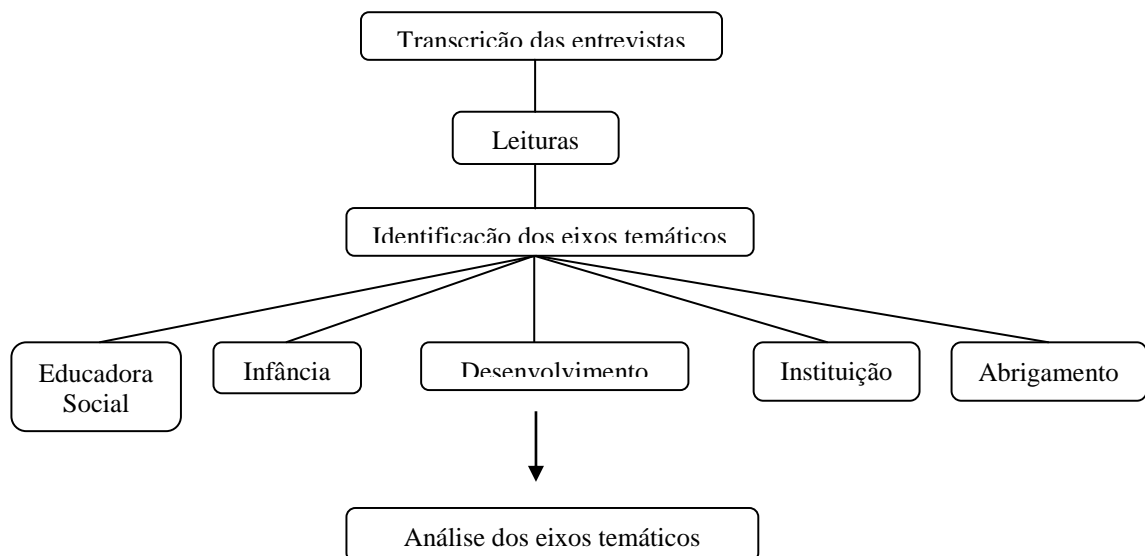 Transcrição das entrevistas
Leituras
Identificação dos eixos temáticos
Educadora
Social
Infância
Desenvolvimento
Instituição
Abrigamento
Análise dos eixos temáticos